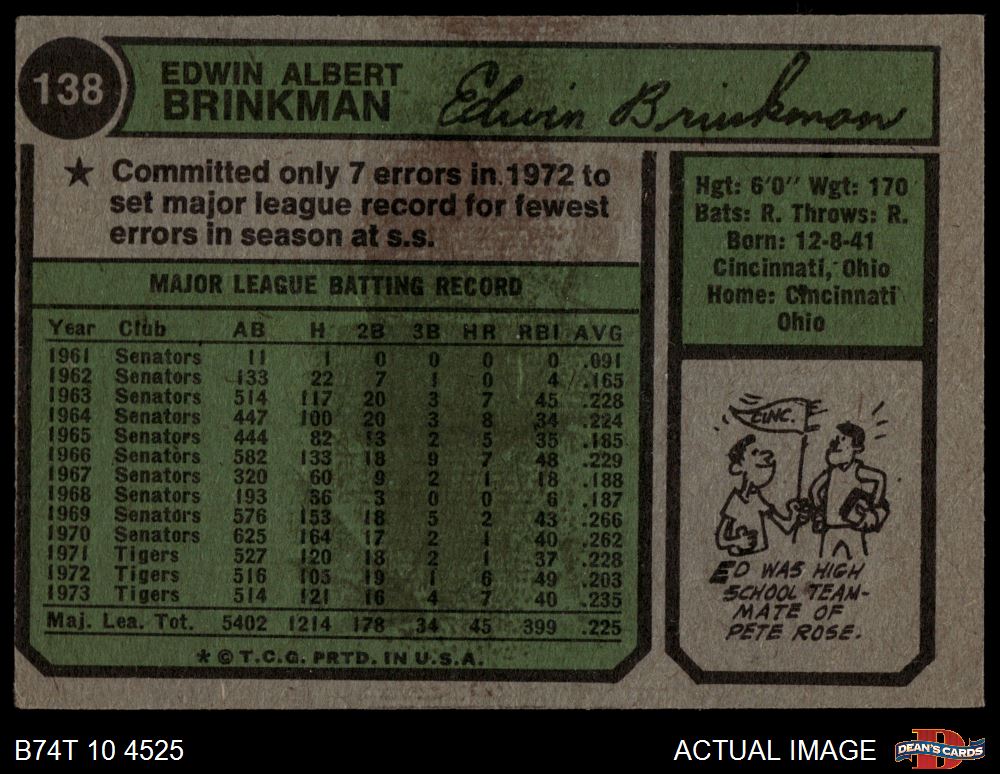 138
EDWIN ALBERT
BRINKMAN
Edwin Brinkman
★ Committed only 7 errors in 1972 to
set major league record for fewest
errors in season at s.s.
MAJOR LEAGUE BATTING RECORD
Year Club AB H 2B 3B HR RBI AVG
1961 Senators 11 1 0 0 0 0 .091
1962 Senators 133 22 7 1 0 4 .165
1963 Senators 514 117 20 3 7 45 .228
1964 Senators 447 100 20 3 8 34 .224
1965 Senators 444 82 13 2 5 35 .185
1966 Senators 582 133 18 9 7 48 .229
1967 Senators 320 60 9 2 1 18 .188
1968 Senators 193 36 3 0 0 6 .187
1969 Senators 576 153 18 5 2 43 .266
1970 Senators 625 164 17 2 1 40 .262
1971 Tigers 527 120 18 2 1 37 .228
1972 Tigers 516 105 19 1 6 49 .203
1973 Tigers 514 121 16 4 7 40 .235
Maj. Lea. Tot. 5402 1214 178 34 45 399 .225
* © T.C.G. PRTD. IN U.S.A.
Hgt: 6'0" Wgt: 170
Bats: R. Throws: R.
Born: 12-8-41
Cincinnati, Ohio
Home: Cincinnati
Ohio
CINC.
ED WAS HIGH
SCHOOL TEAM-
MATE OF
PETE ROSE.
B74T 10 4525
ACTUAL IMAGE
DEAN'S CARDS